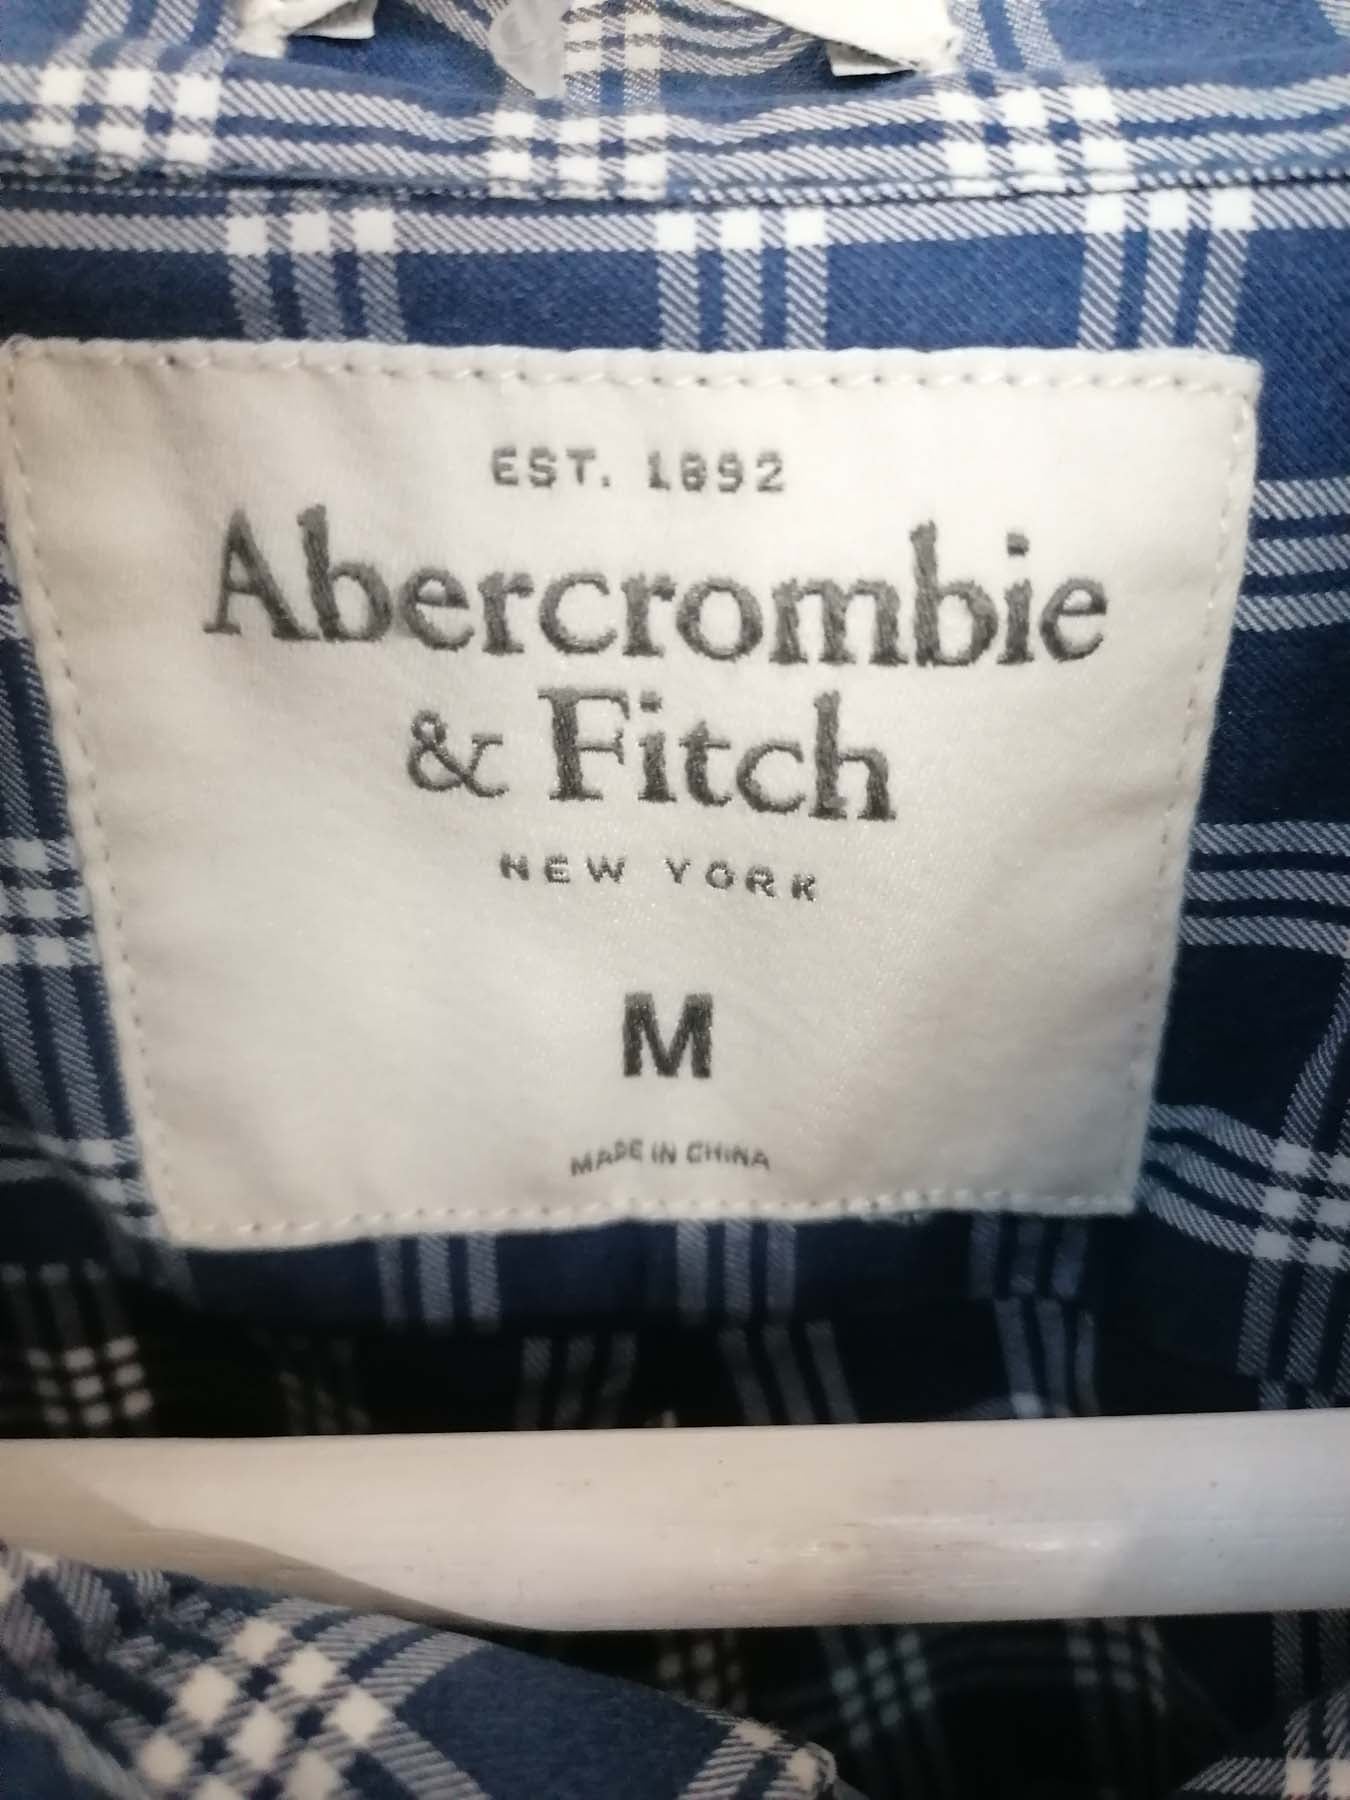 EST. 1892
Abercrombie
& Fitch
NEW YORK
M
MADE IN CHINA